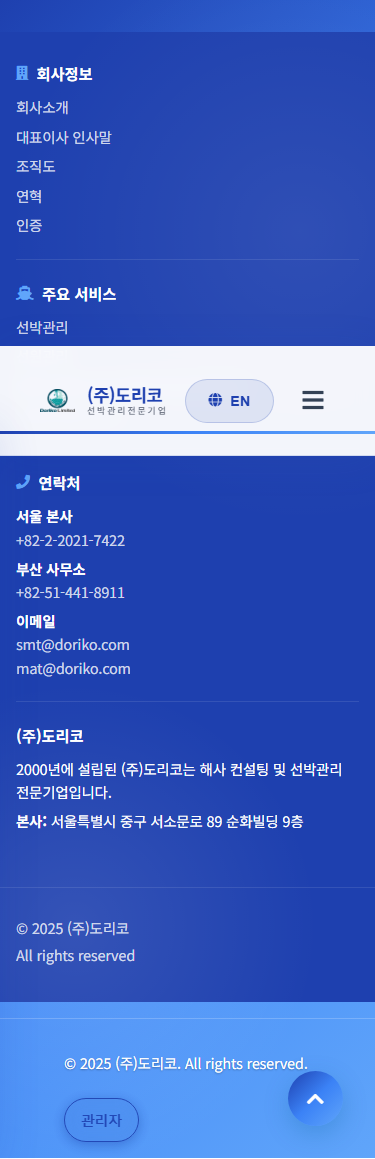 회사정보
회사소개
대표이사 인사말
조직도
연혁
인증
주요 서비스
선박관리
DorikoLimited
(주)도리코
선박관리전문기업
EN
연락처
서울 본사
+82-2-2021-7422
부산 사무소
+82-51-441-8911
이메일
smt@doriko.com
mat@doriko.com
(주)도리코
2000년에 설립된 (주)도리코는 해사 컨설팅 및 선박관리
전문기업입니다.
본사: 서울특별시 중구 서소문로 89 순화빌딩 9층
© 2025 (주)도리코
All rights reserved
© 2025 (주)도리코. All rights reserved.
관리자